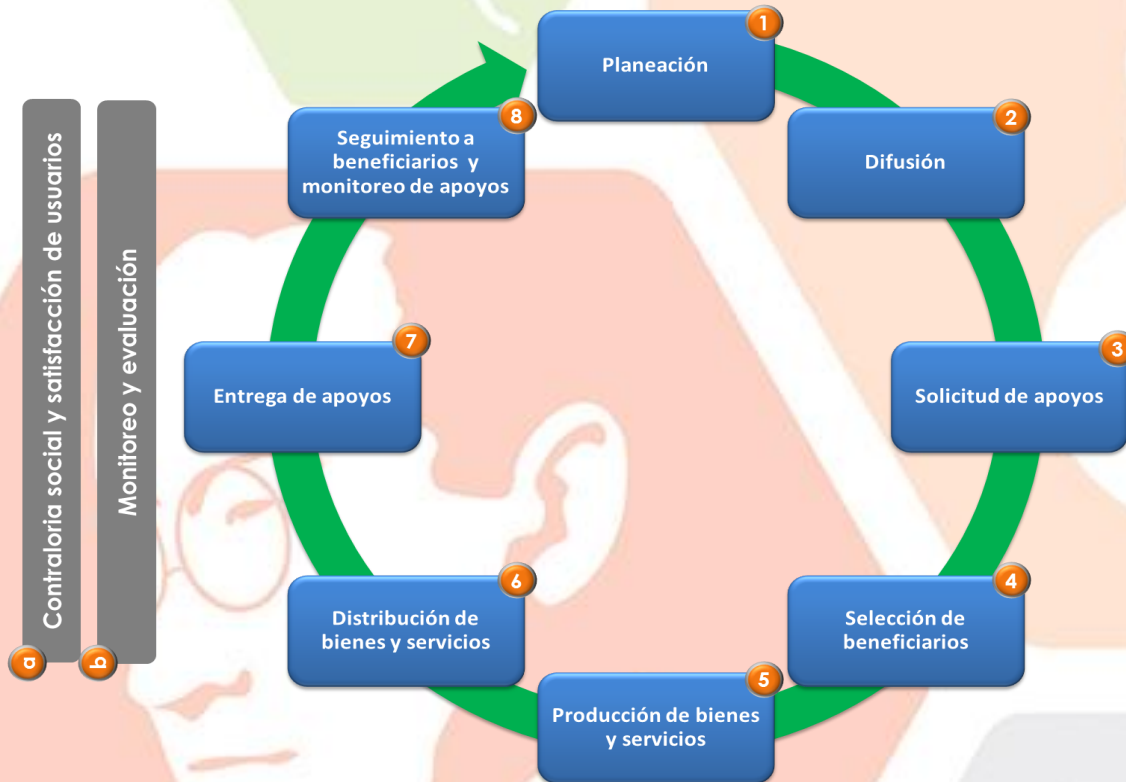 1
Planeación
2
Difusión
3
Solicitud de apoyos
4
Selección de
beneficiarios
5
Producción de bienes
y servicios
6
Distribución de
bienes y servicios
7
Entrega de apoyos
8
Seguimiento a
beneficiarios y
monitoreo de apoyos
a
Contraloria social y satisfacción de usuarios
b
Monitoreo y evaluación